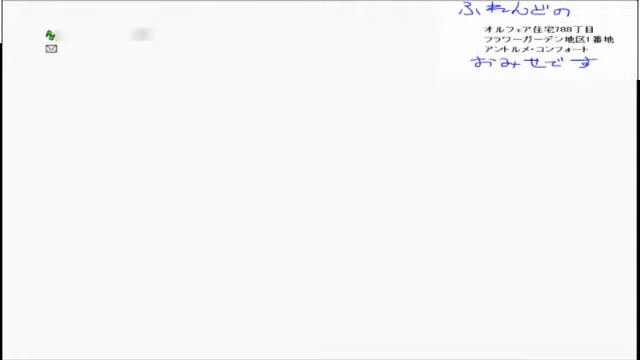 ふれんどの
オルフェア住宅788丁目
フラワーガーデン地区1番地
アントルメ・コンフォート
おみせです